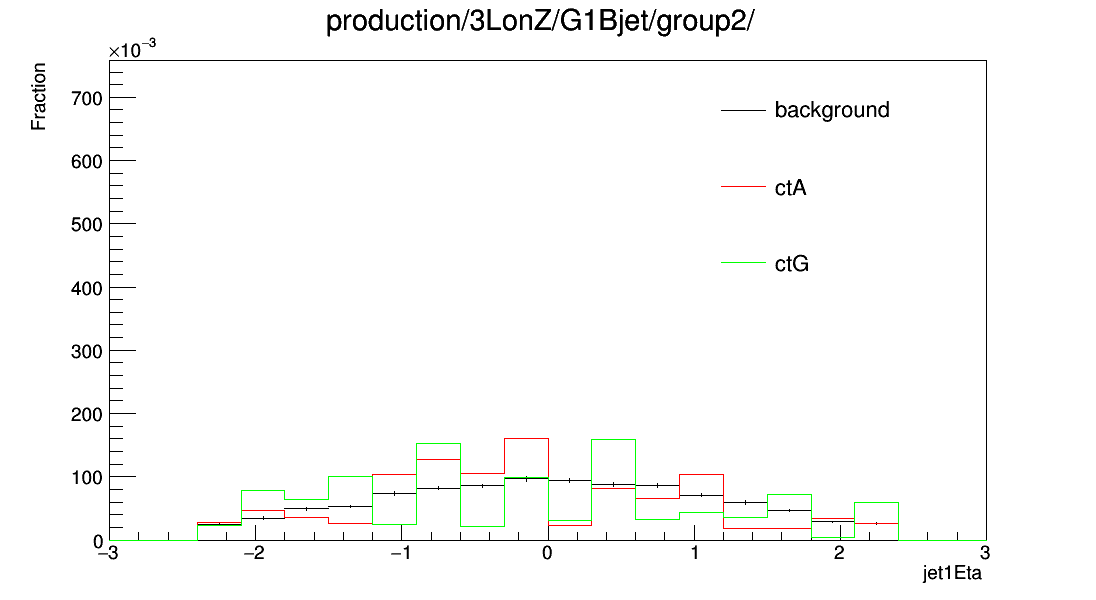 production/3LonZ/G1Bjet/group2/
×10⁻³
Fraction
700
600
500
400
300
200
100
0
background
ctA
ctG
−3
−2
−1
0
1
2
3
jet1Eta